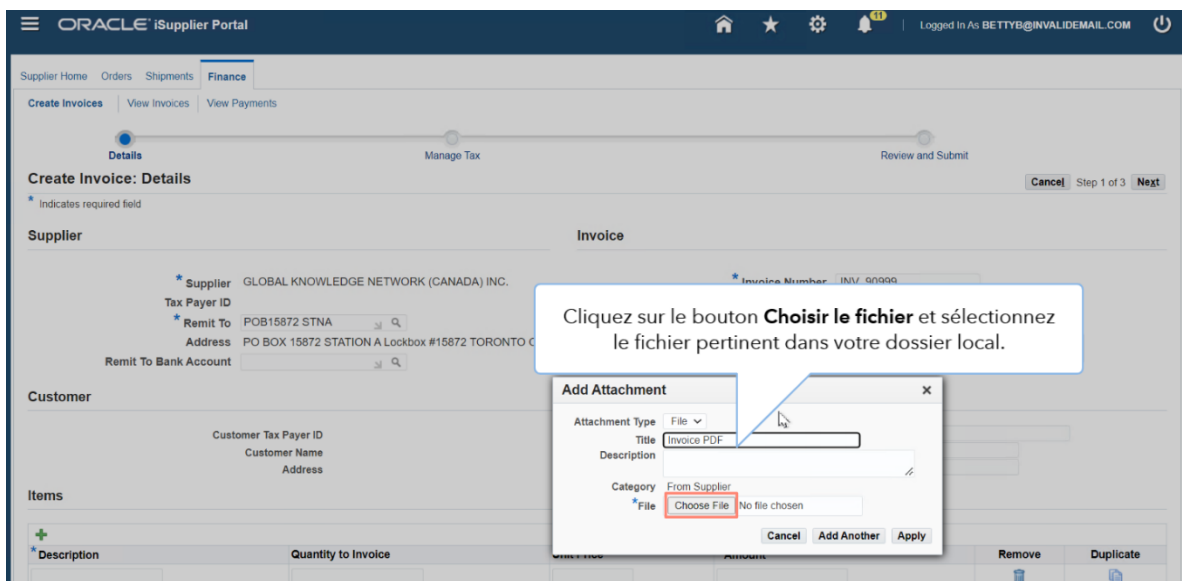 ORACLE iSupplier Portal
11
Logged In As BETTYB@INVALIDEMAIL.COM
Supplier Home Orders Shipments Finance
Create Invoices View Invoices View Payments
Details Manage Tax Review and Submit
Create Invoice: Details
Cancel Step 1 of 3 Next
* Indicates required field
Supplier Invoice
* Supplier GLOBAL KNOWLEDGE NETWORK (CANADA) INC.
* Invoice Number INV_90999
Tax Payer ID
* Remit To POB15872 STNA
Address PO BOX 15872 STATION A Lockbox #15872 TORONTO
Remit To Bank Account
Cliquez sur le bouton Choisir le fichier et sélectionnez
le fichier pertinent dans votre dossier local.
Customer
Customer Tax Payer ID
Customer Name
Address
Add Attachment ×
Attachment Type File
Title Invoice PDF
Description
Category From Supplier
*File Choose File No file chosen
Cancel Add Another Apply
Items
* Description Quantity to Invoice Unit Price Amount Remove Duplicate